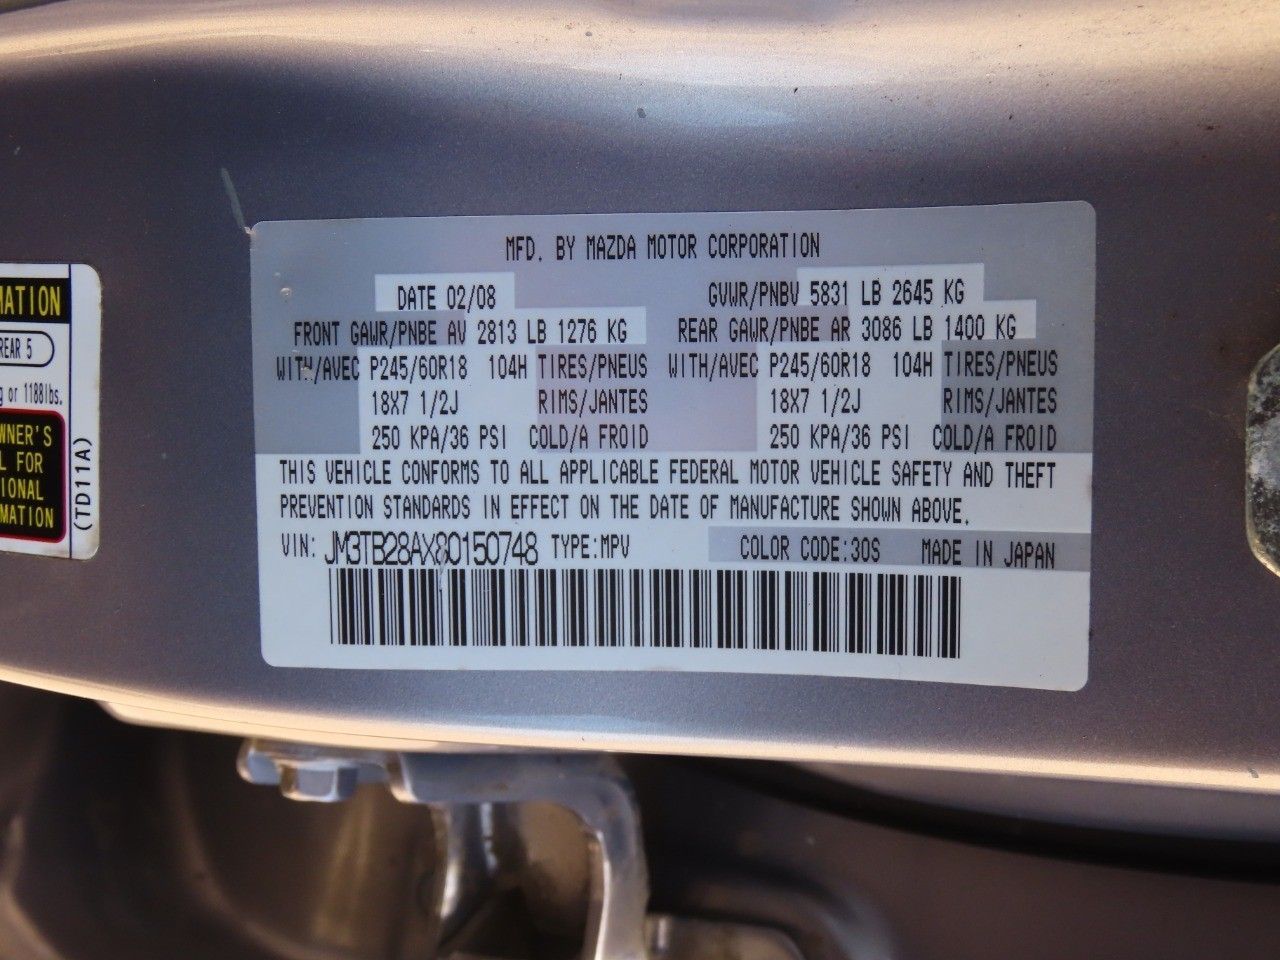 MFD. BY MAZDA MOTOR CORPORATION
DATE 02/08 GVWR/PNBV 5831 LB 2645 KG
FRONT GAWR/PNBE AV 2813 LB 1276 KG REAR GAWR/PNBE AR 3086 LB 1400 KG
WITH/AVEC P245/60R18 104H TIRES/PNEUS WITH/AVEC P245/60R18 104H TIRES/PNEUS
18X7 1/2J RIMS/JANTES 18X7 1/2J RIMS/JANTES
250 KPA/36 PSI COLD/A FROID 250 KPA/36 PSI COLD/A FROID
THIS VEHICLE CONFORMS TO ALL APPLICABLE FEDERAL MOTOR VEHICLE SAFETY AND THEFT
PREVENTION STANDARDS IN EFFECT ON THE DATE OF MANUFACTURE SHOWN ABOVE.
VIN: JM3TB28AX80150748 TYPE:MPV COLOR CODE:30S MADE IN JAPAN
MATION
REAR 5
g or 1188lbs.
WNER'S
L FOR
IONAL
MATION
(TD11A)